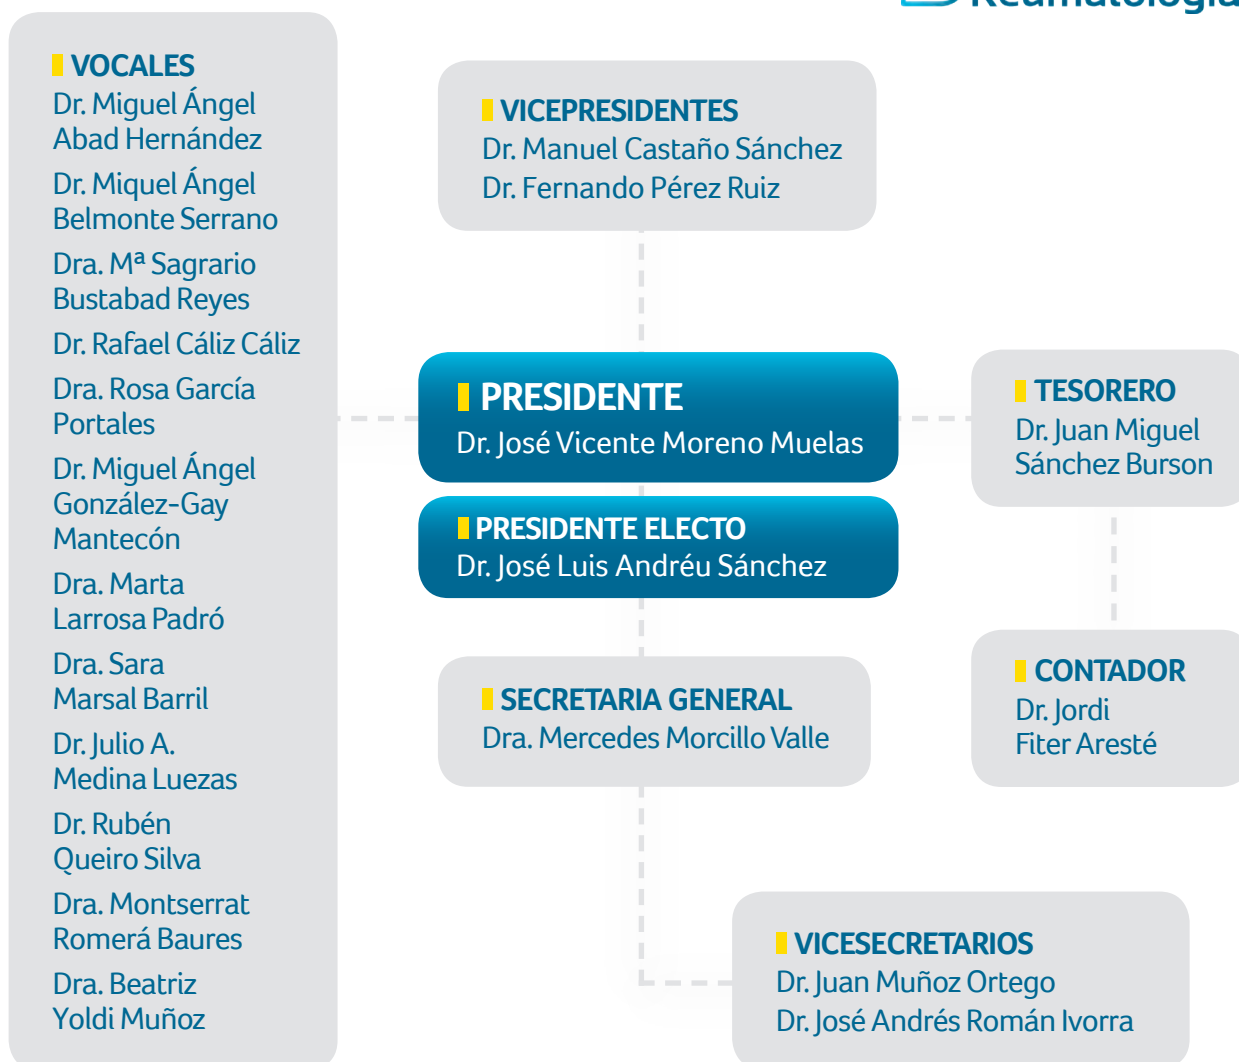 Reumatología
VOCALES
Dr. Miguel Ángel
Abad Hernández
Dr. Miquel Ángel
Belmonte Serrano
Dra. Mª Sagrario
Bustabad Reyes
Dr. Rafael Cáliz Cáliz
Dra. Rosa García
Portales
Dr. Miguel Ángel
González-Gay
Mantecón
Dra. Marta
Larrosa Padró
Dra. Sara
Marsal Barril
Dr. Julio A.
Medina Luezas
Dr. Rubén
Queiro Silva
Dra. Montserrat
Romerá Baures
Dra. Beatriz
Yoldi Muñoz
VICEPRESIDENTES
Dr. Manuel Castaño Sánchez
Dr. Fernando Pérez Ruiz
PRESIDENTE
Dr. José Vicente Moreno Muelas
PRESIDENTE ELECTO
Dr. José Luis Andréu Sánchez
TESORERO
Dr. Juan Miguel
Sánchez Burson
CONTADOR
Dr. Jordi
Fiter Aresté
SECRETARIA GENERAL
Dra. Mercedes Morcillo Valle
VICESECRETARIOS
Dr. Juan Muñoz Ortego
Dr. José Andrés Román Ivorra